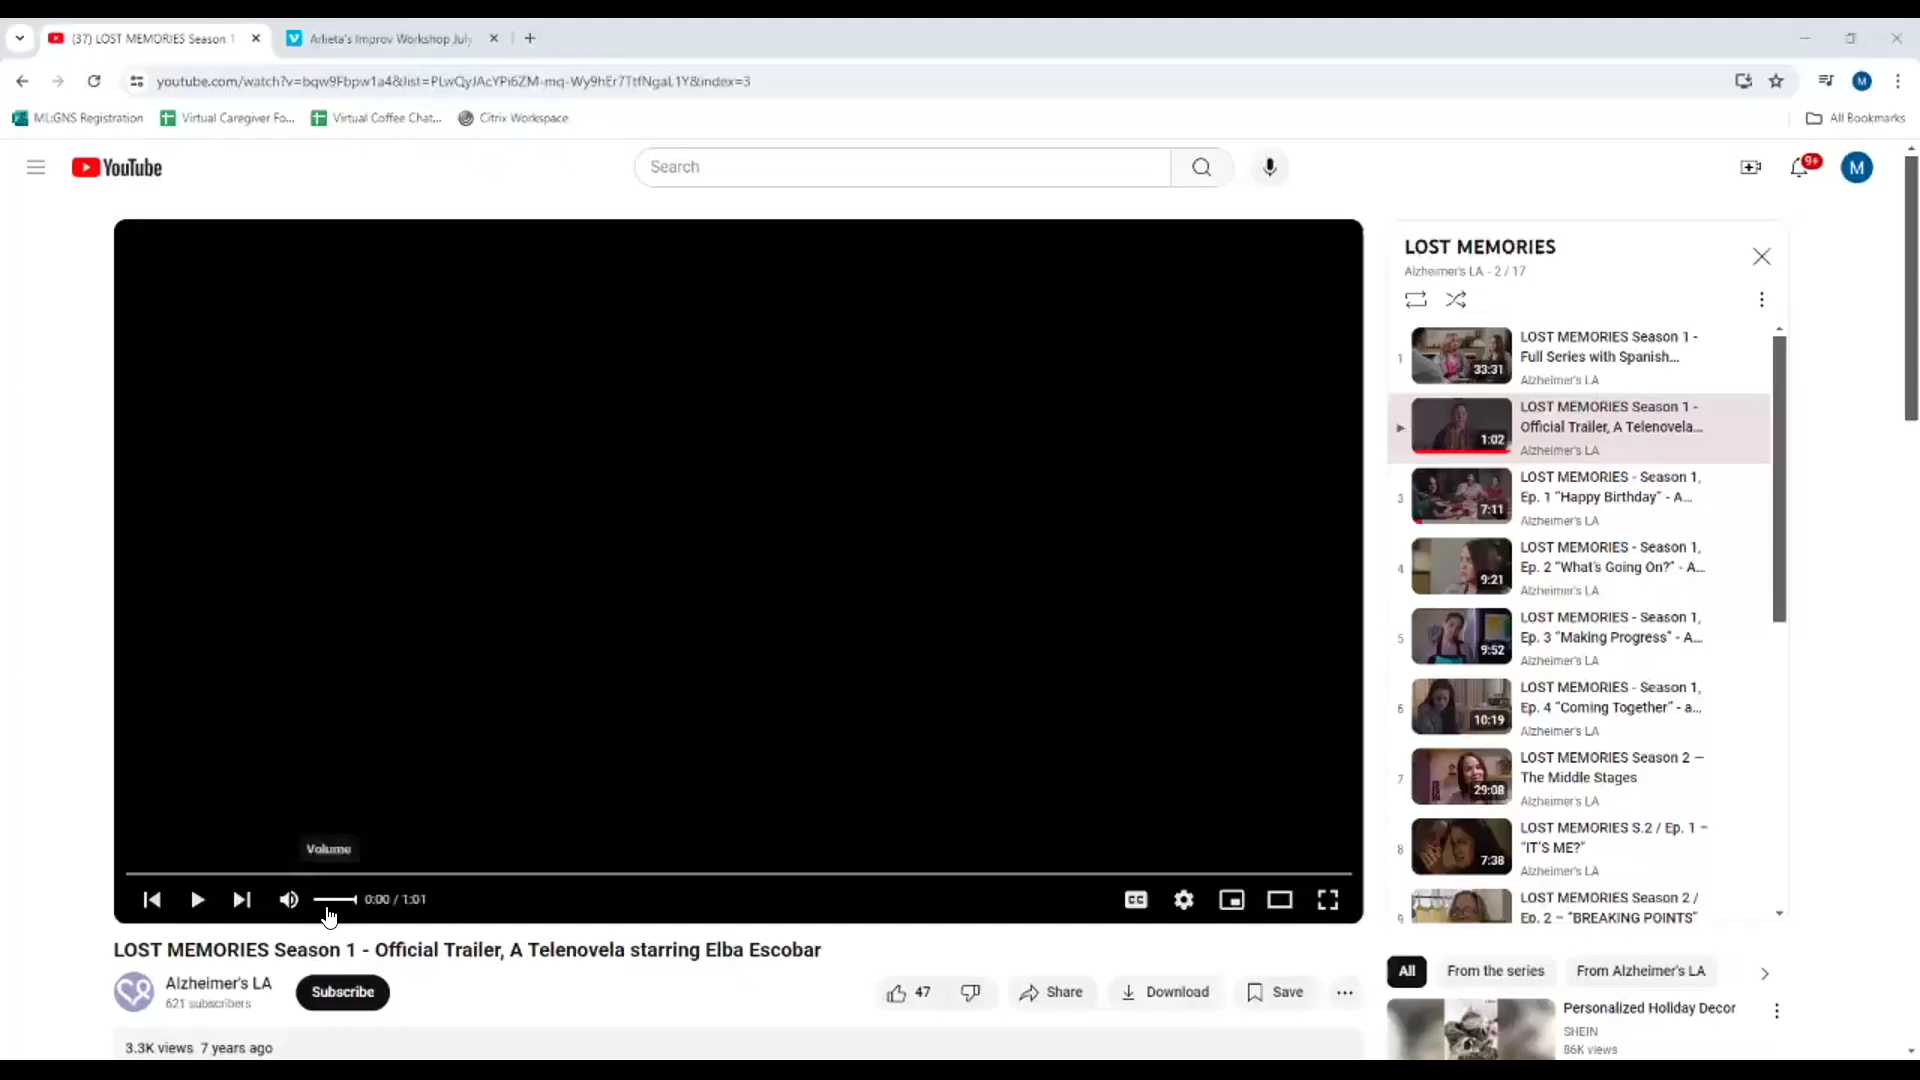 (37) LOST MEMORIES Season 1
Arlieta's Improv Workshop July
youtube.com/watch?v=bqw9Fbpw1a4&list=PLwQyJAcYPi6ZM-mq-Wy9hEr7TtfNgaL1Y&index=3
M
ML:GNS Registration
Virtual Caregiver Fo...
Virtual Coffee Chat...
Citrix Workspace
All Bookmarks
YouTube
Search
9+
M
LOST MEMORIES
Alzheimer's LA - 2 / 17
1
33:31
LOST MEMORIES Season 1 -
Full Series with Spanish...
Alzheimer's LA
1:02
LOST MEMORIES Season 1 -
Official Trailer, A Telenovela...
Alzheimer's LA
3
7:11
LOST MEMORIES - Season 1,
Ep. 1 "Happy Birthday" - A...
Alzheimer's LA
4
9:21
LOST MEMORIES - Season 1,
Ep. 2 "What's Going On?" - A...
Alzheimer's LA
5
9:52
LOST MEMORIES - Season 1,
Ep. 3 "Making Progress" - A...
Alzheimer's LA
6
10:19
LOST MEMORIES - Season 1,
Ep. 4 "Coming Together" - a...
Alzheimer's LA
7
29:08
LOST MEMORIES Season 2 —
The Middle Stages
Alzheimer's LA
8
7:38
LOST MEMORIES S.2 / Ep. 1 –
"IT'S ME?"
Alzheimer's LA
9
LOST MEMORIES Season 2 /
Ep. 2 – "BREAKING POINTS"
Volume
0:00 / 1:01
CC
LOST MEMORIES Season 1 - Official Trailer, A Telenovela starring Elba Escobar
Alzheimer's LA
621 subscribers
Subscribe
47
Share
Download
Save
3.3K views 7 years ago
All
From the series
From Alzheimer's LA
Personalized Holiday Decor
SHEIN
86K views